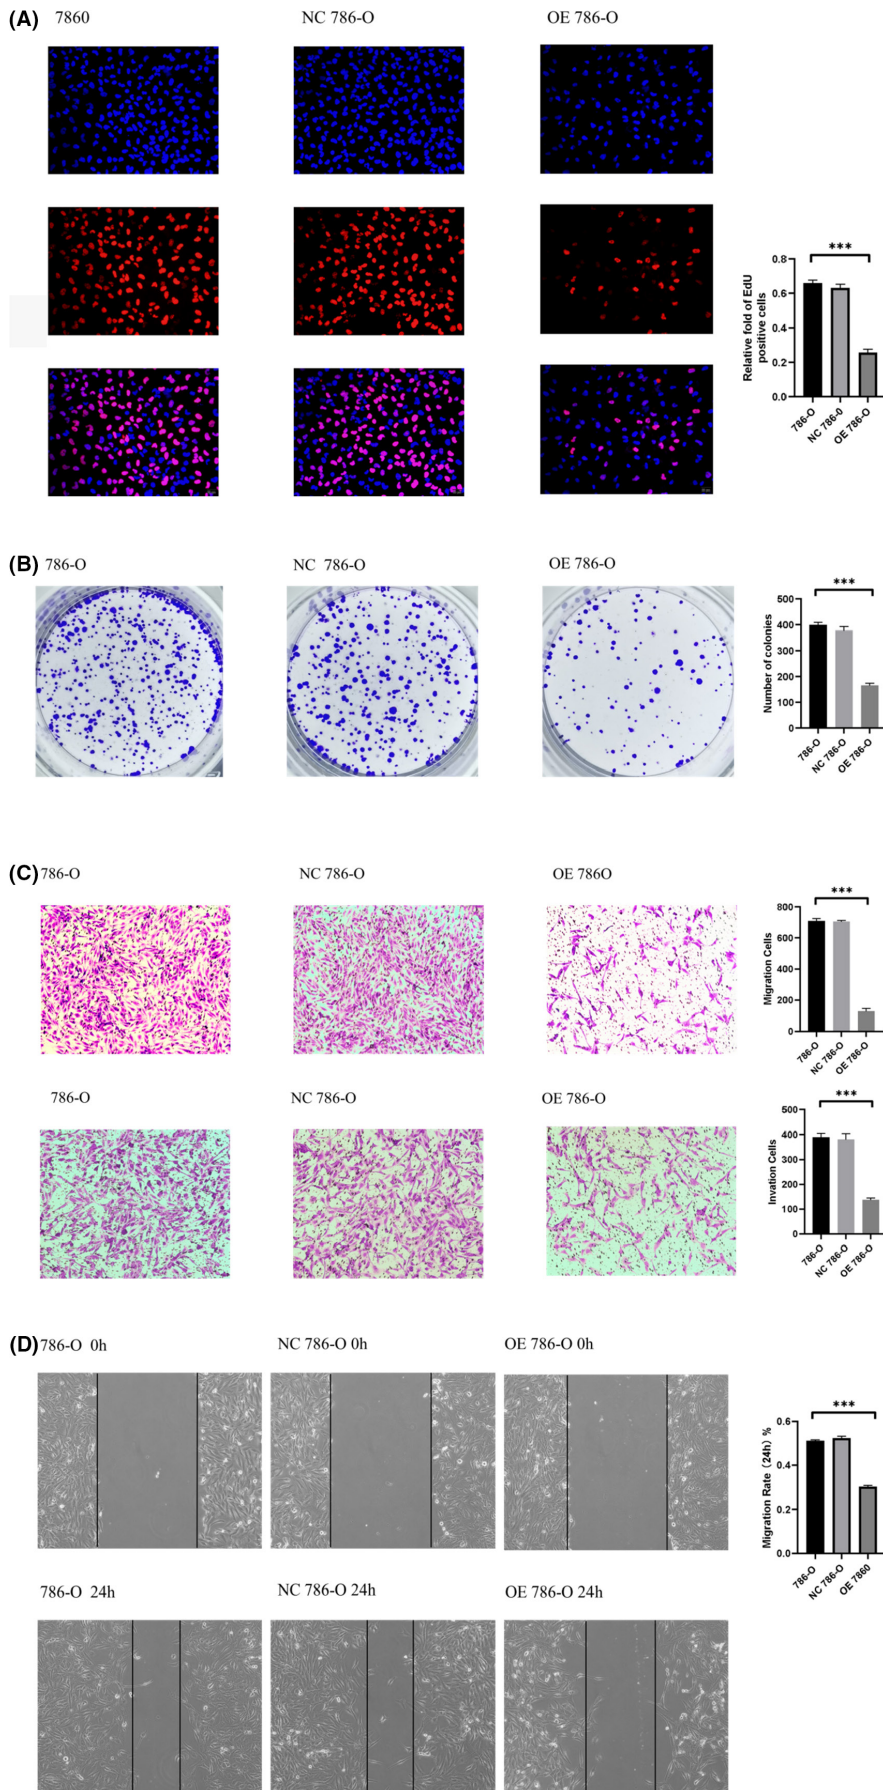 (A) 7860 NC 786-O OE 786-O
***
Relative fold of EdU
positive cells
0.8
0.6
0.4
0.2
0.0
786-O NC 786-0 OE 786-O
(B) 786-O NC 786-O OE 786-O
***
Number of colonies
500
400
300
200
100
0
786-O NC 786-O OE 786-O
(C) 786-O NC 786-O OE 786O
***
Migration Cells
800
600
400
200
0
786-O NC 786-O OE 786-O
786-O NC 786-O OE 786-O
***
Invation Cells
500
400
300
200
100
0
786-O NC 786-O OE 786-O
(D) 786-O 0h NC 786-O 0h OE 786-O 0h
***
Migration Rate (24h) %
0.6
0.4
0.2
0.0
786-O NC 786-O OE 7860
786-O 24h NC 786-O 24h OE 786-O 24h